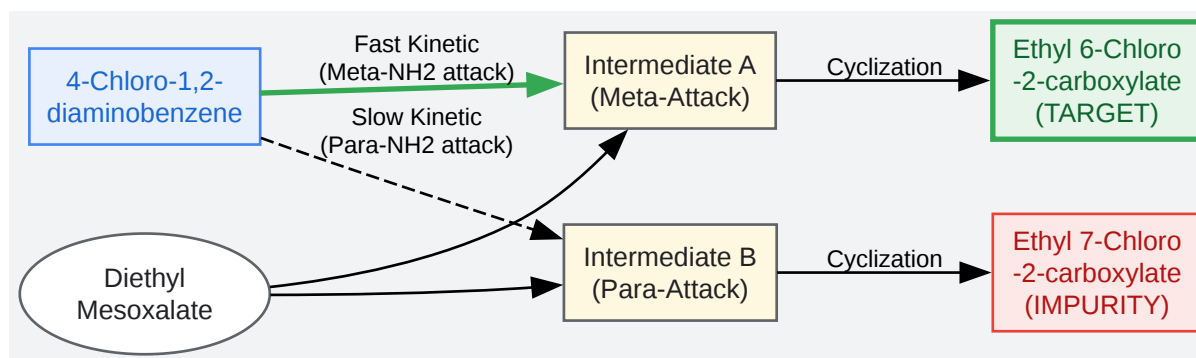 4-Chloro-1,2-
diaminobenzene
Fast Kinetic
(Meta-NH2 attack)
Slow Kinetic
(Para-NH2 attack)
Intermediate A
(Meta-Attack)
Cyclization
Ethyl 6-Chloro
-2-carboxylate
(TARGET)
Diethyl
Mesoxalate
Intermediate B
(Para-Attack)
Cyclization
Ethyl 7-Chloro
-2-carboxylate
(IMPURITY)